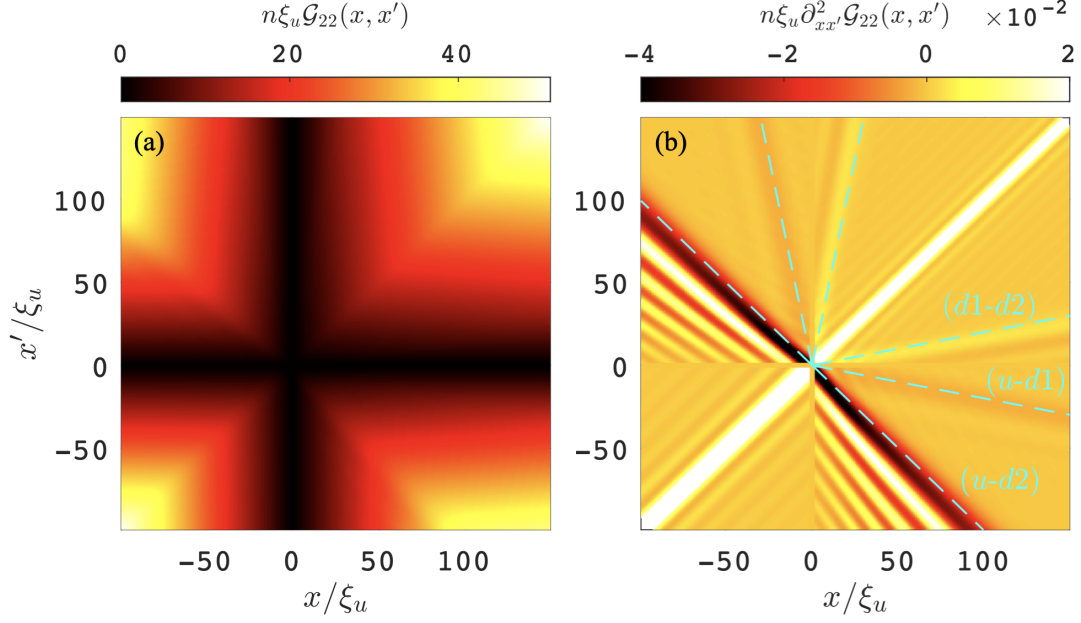 nξ_u𝒢_22(x, x′)
nξ_u∂²_xx′𝒢_22(x, x′) ×10⁻²
0 20 40
−4 −2 0 2
(a)
(b)
100
50
0
−50
x′/ξ_u
100
50
0
−50
(d1-d2)
(u-d1)
(u-d2)
−50 0 50 100
x/ξ_u
−50 0 50 100
x/ξ_u